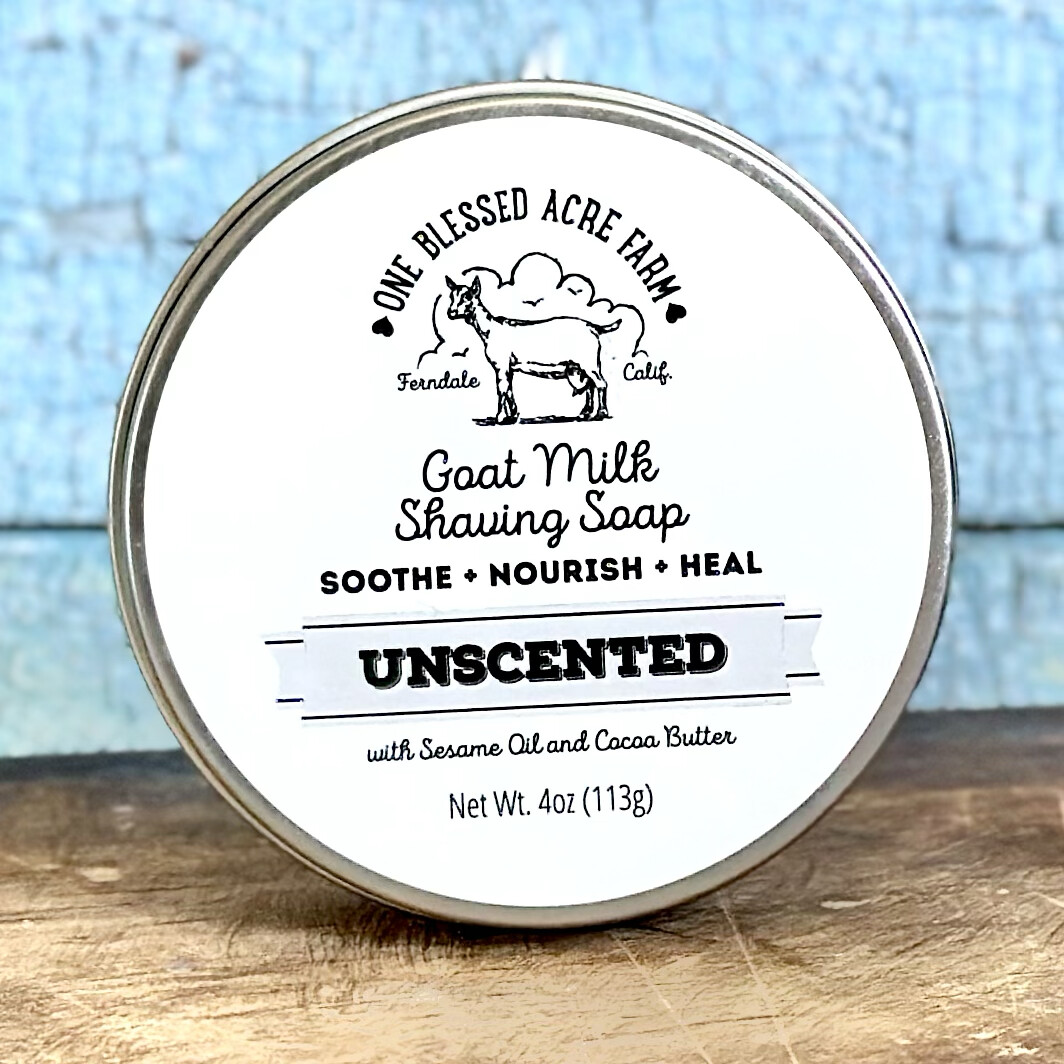 ONE BLESSED ACRE FARM
Ferndale Calif.
Goat Milk
Shaving Soap
SOOTHE + NOURISH + HEAL
UNSCENTED
with Sesame Oil and Cocoa Butter
Net Wt. 4oz (113g)